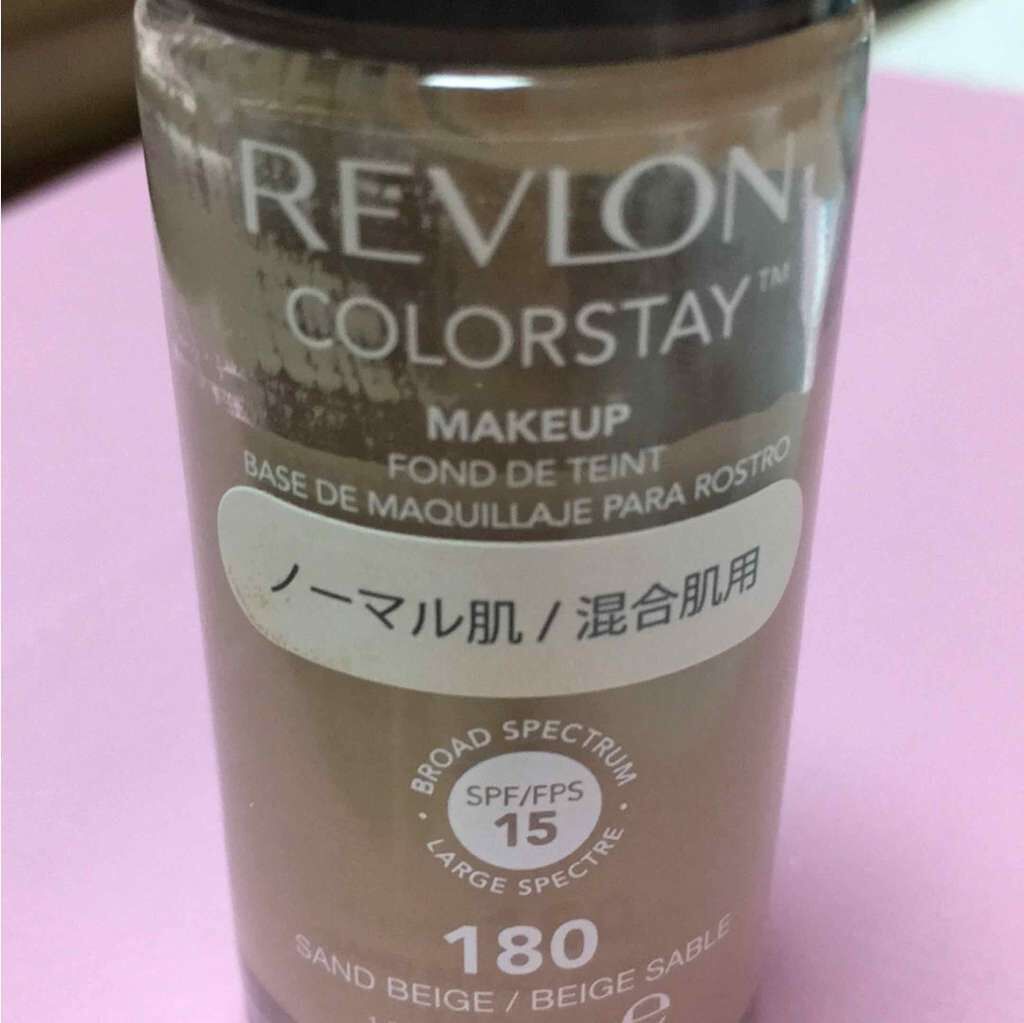 REVLON
COLORSTAY™
MAKEUP
FOND DE TEINT
BASE DE MAQUILLAJE PARA ROSTRO
ノーマル肌 / 混合肌用
BROAD SPECTRUM
SPF/FPS
15
LARGE SPECTRE
180
SAND BEIGE / BEIGE SABLE